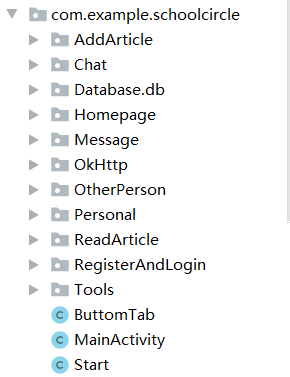 com.example.schoolcircle
AddArticle
Chat
Database.db
Homepage
Message
OkHttp
OtherPerson
Personal
ReadArticle
RegisterAndLogin
Tools
ButtomTab
MainActivity
Start